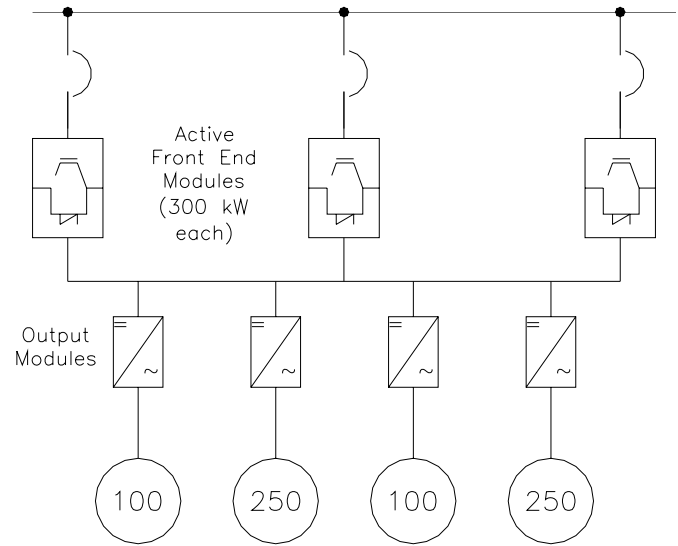 Active
Front End
Modules
(300 kW
each)
Output
Modules
100
250
100
250